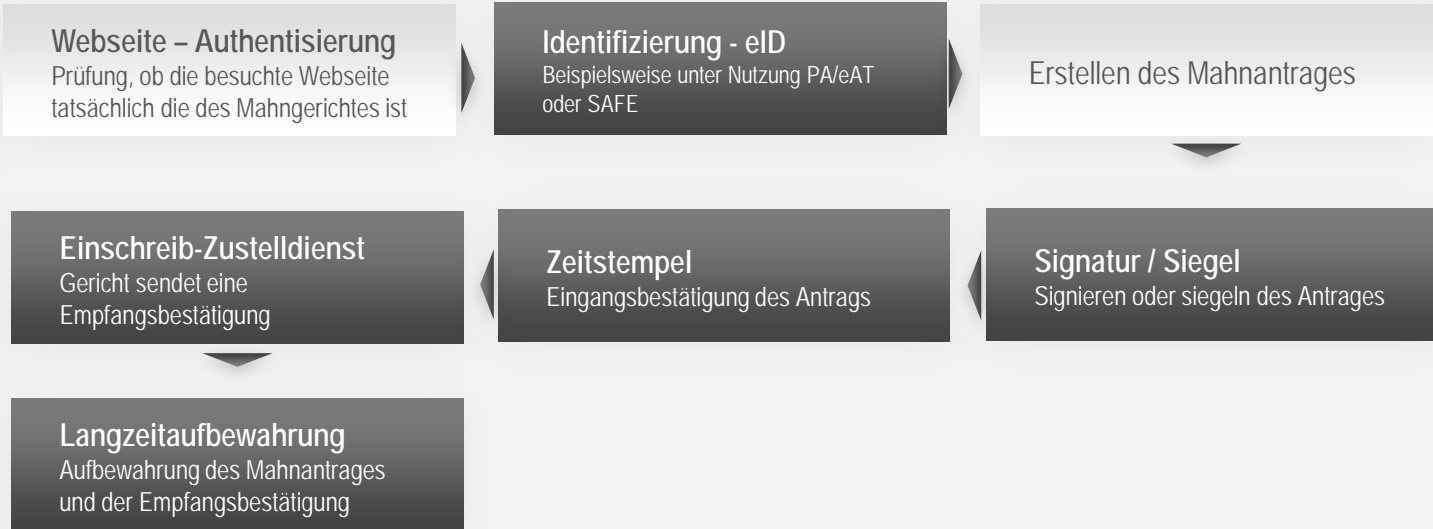 Webseite – Authentisierung
Prüfung, ob die besuchte Webseite
tatsächlich die des Mahngerichtes ist
Identifizierung - eID
Beispielsweise unter Nutzung PA/eAT
oder SAFE
Erstellen des Mahnantrages
Signatur / Siegel
Signieren oder siegeln des Antrages
Zeitstempel
Eingangsbestätigung des Antrags
Einschreib-Zustelldienst
Gericht sendet eine
Empfangsbestätigung
Langzeitaufbewahrung
Aufbewahrung des Mahnantrages
und der Empfangsbestätigung